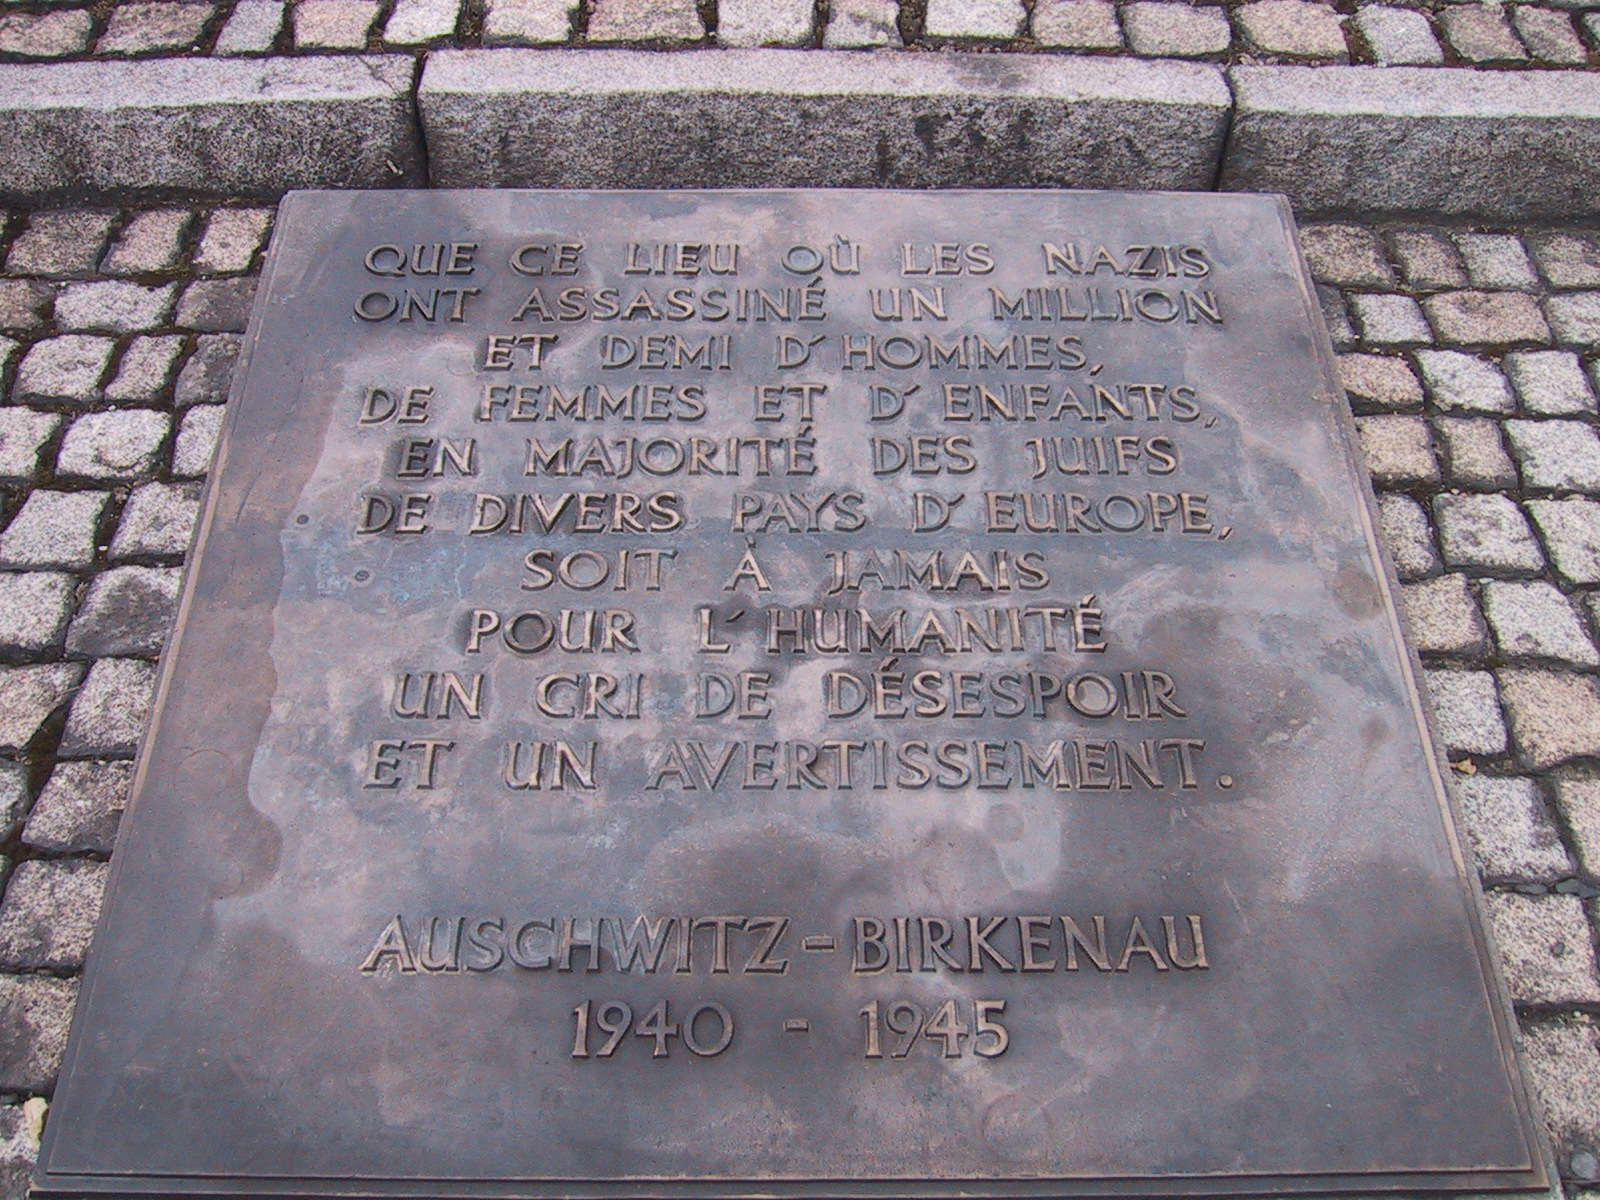 QUE CE LIEU OÙ LES NAZIS
ONT ASSASSINÉ UN MILLION
ET DEMI D'HOMMES,
DE FEMMES ET D'ENFANTS,
EN MAJORITÉ DES JUIFS
DE DIVERS PAYS D'EUROPE,
SOIT À JAMAIS
POUR L'HUMANITÉ
UN CRI DE DÉSESPOIR
ET UN AVERTISSEMENT.
AUSCHWITZ-BIRKENAU
1940 - 1945